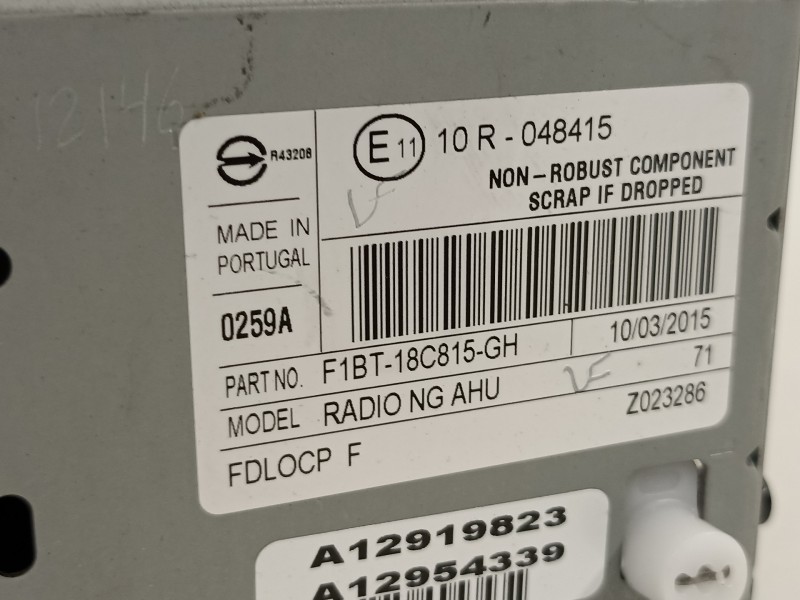 12146
R43208
E 11 10 R - 048415
NON-ROBUST COMPONENT
SCRAP IF DROPPED
MADE IN
PORTUGAL
0259A
PART NO. F1BT-18C815-GH 10/03/2015
MODEL RADIO NG AHU 71
FDLOCP F Z023286
A12919823
A12954339